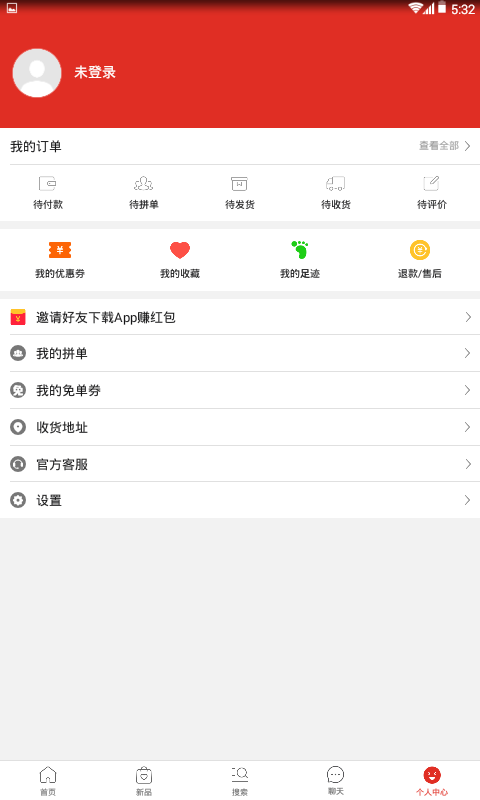 5:32
未登录
我的订单
查看全部
待付款
待拼单
待发货
待收货
待评价
我的优惠券
我的收藏
我的足迹
退款/售后
邀请好友下载App赚红包
我的拼单
我的免单券
收货地址
官方客服
设置
首页
新品
搜索
聊天
个人中心